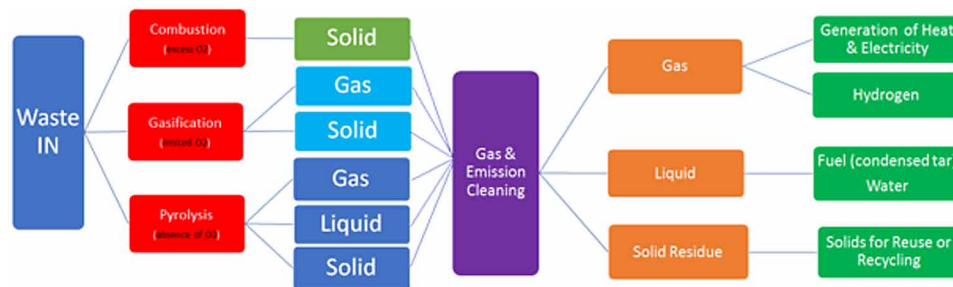 Waste
IN
Combustion
(excess O2)
Gasification
(limited O2)
Pyrolysis
(absence of O2)
Solid
Gas
Solid
Gas
Liquid
Solid
Gas &
Emission
Cleaning
Gas
Liquid
Solid Residue
Generation of Heat
& Electricity
Hydrogen
Fuel (condensed tar
Water
Solids for Reuse or
Recycling